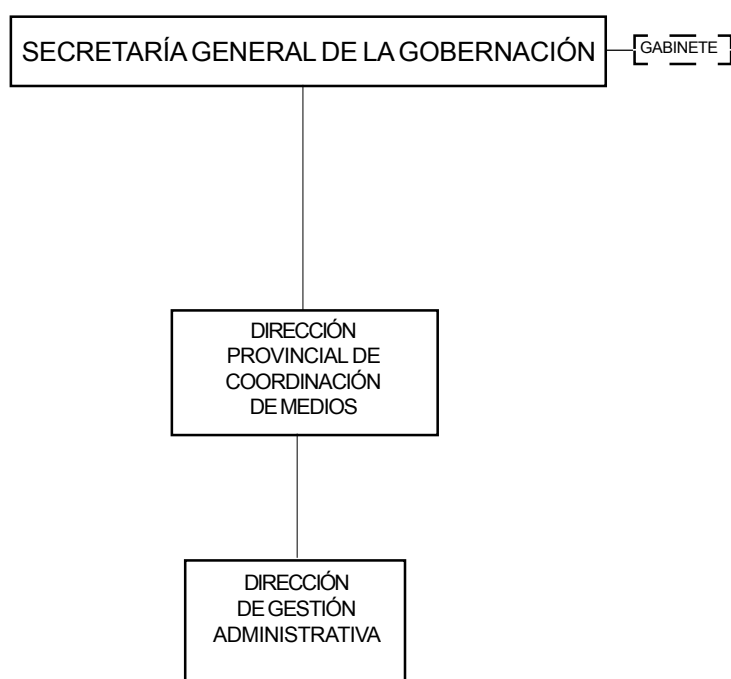 SECRETARÍA GENERAL DE LA GOBERNACIÓN
GABINETE
DIRECCIÓN
PROVINCIAL DE
COORDINACIÓN
DE MEDIOS
DIRECCIÓN
DE GESTIÓN
ADMINISTRATIVA